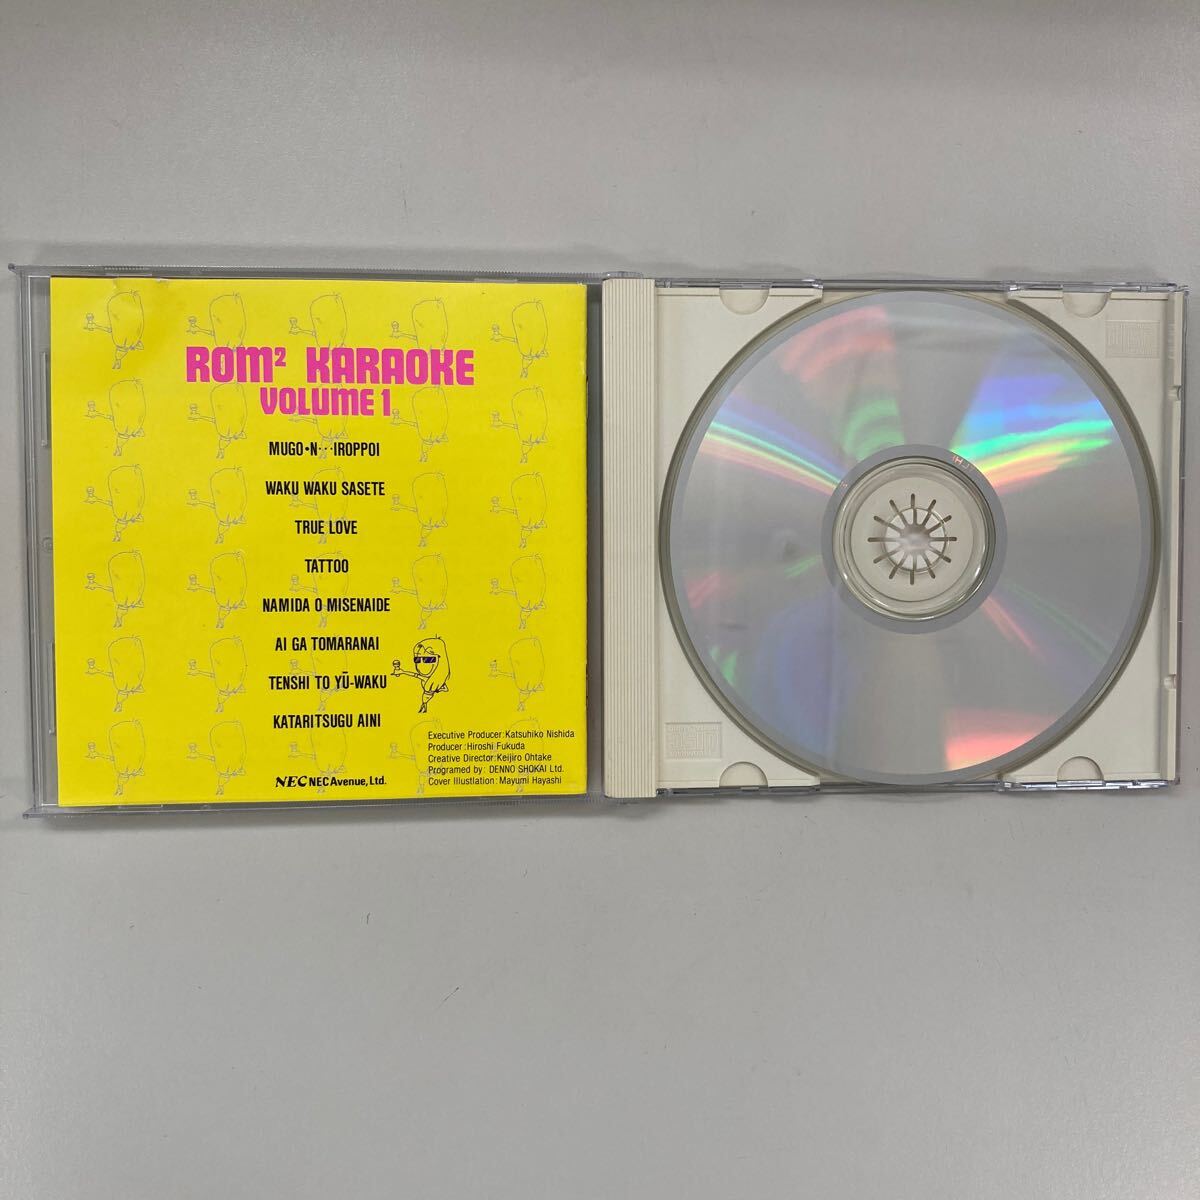 ROM² KARAOKE
VOLUME 1
MUGO•N···IROPPOI
WAKU WAKU SASETE
TRUE LOVE
TATTOO
NAMIDA O MISENAIDE
AI GA TOMARANAI
TENSHI TO YŪ-WAKU
KATARITSUGU AINI
Executive Producer:Katsuhiko Nishida
Producer:Hiroshi Fukuda
Creative Director:Keijiro Ohtake
Programed by: DENNO SHOKAI Ltd.
Cover Illustlation:Mayumi Hayashi
NEC NEC Avenue, Ltd.